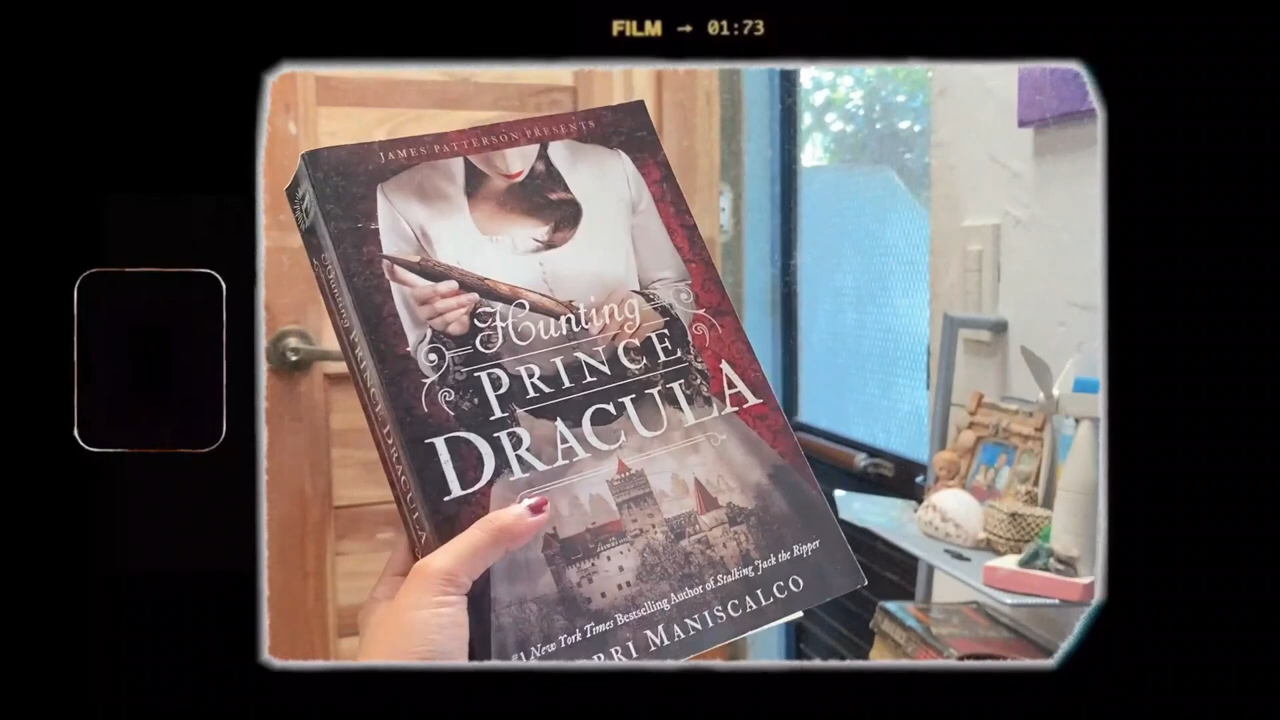 FILM → 01:73
JAMES PATTERSON PRESENTS
Hunting
PRINCE
DRACULA
Hunting PRINCE DRACULA
#1 New York Times Bestselling Author of Stalking Jack the Ripper
RRI MANISCALCO